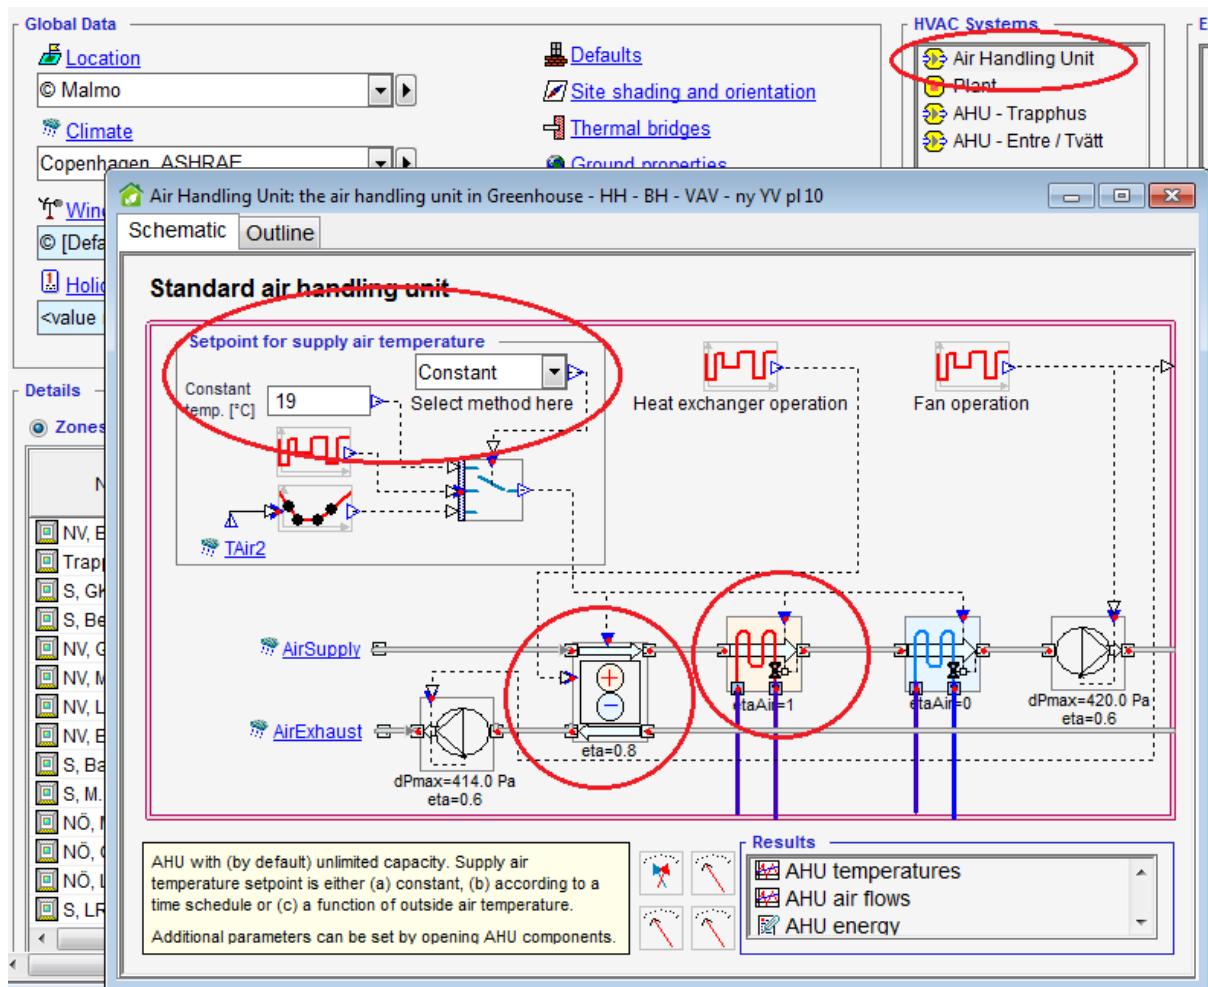 Global Data
Location
© Malmo
Climate
Copenhagen, ASHRAE
© [Defa
<value
Defaults
Site shading and orientation
Thermal bridges
Ground properties
HVAC Systems
Air Handling Unit
Plant
AHU - Trapphus
AHU - Entre / Tvätt
E
Details
Zones
N
NV, E
Trapp
S, GK
S, Be
NV, G
NV, M
NV, L
NV, E
S, Ba
S, M.
NÖ, M
NÖ, G
NÖ, L
S, LR
Air Handling Unit: the air handling unit in Greenhouse - HH - BH - VAV - ny YV pl 10
Schematic Outline
Standard air handling unit
Setpoint for supply air temperature
Constant
Constant
temp. [°C]
19
Select method here
Heat exchanger operation
Fan operation
TAir2
AirSupply
AirExhaust
etaAir=1
etaAir=0
dPmax=420.0 Pa
eta=0.6
eta=0.8
dPmax=414.0 Pa
eta=0.6
AHU with (by default) unlimited capacity. Supply air
temperature setpoint is either (a) constant, (b) according to a
time schedule or (c) a function of outside air temperature.
Additional parameters can be set by opening AHU components.
Results
AHU temperatures
AHU air flows
AHU energy